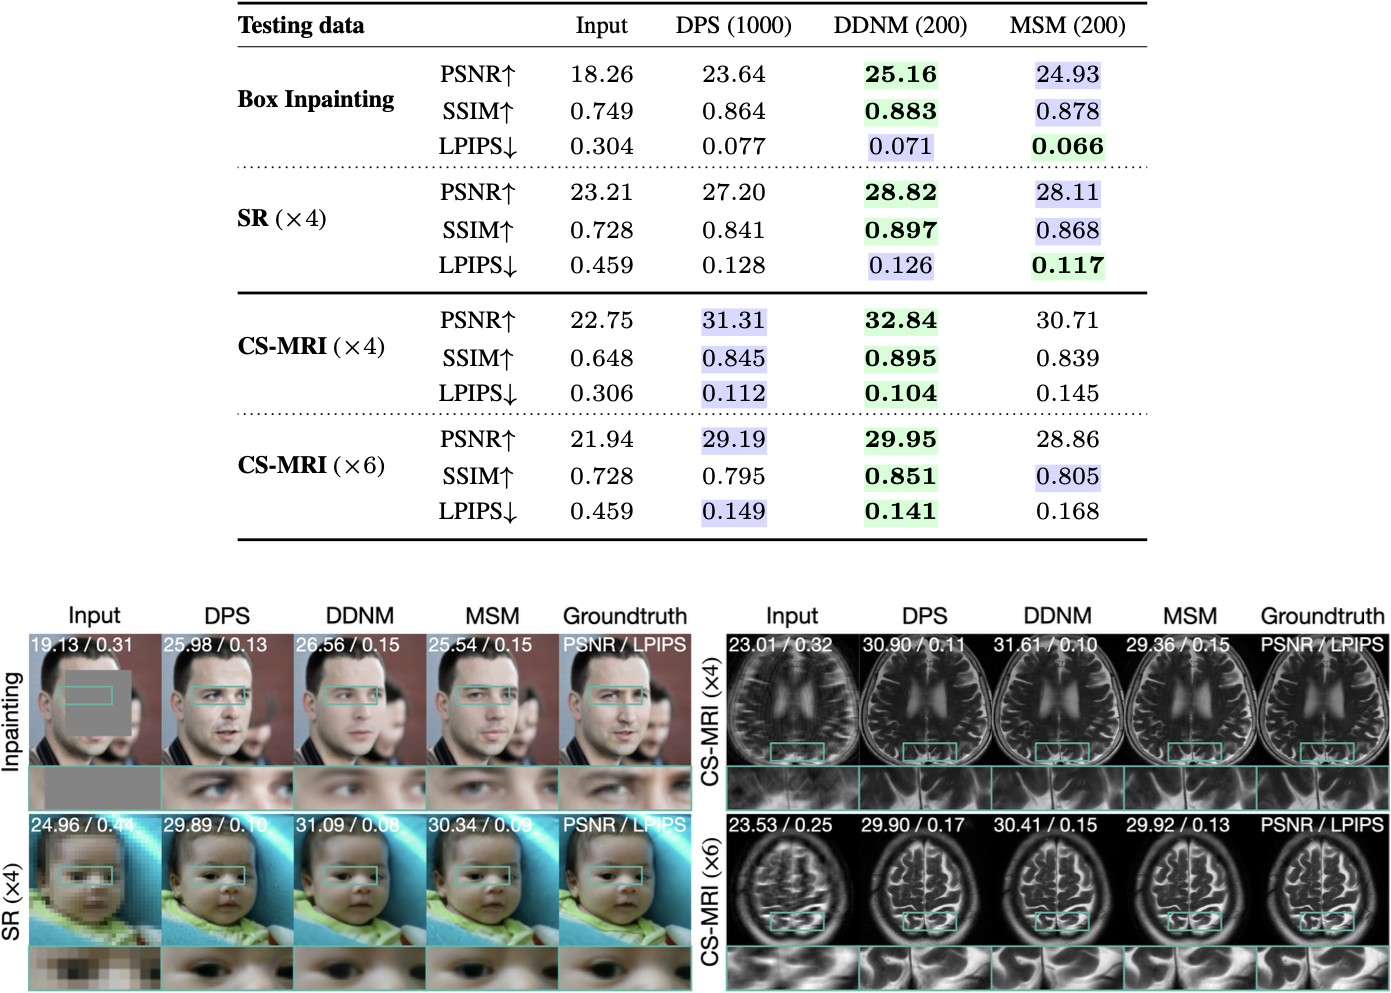 Testing data Input DPS (1000) DDNM (200) MSM (200)
PSNR↑ 18.26 23.64 25.16 24.93
Box Inpainting
SSIM↑ 0.749 0.864 0.883 0.878
LPIPS↓ 0.304 0.077 0.071 0.066
PSNR↑ 23.21 27.20 28.82 28.11
SR (×4)
SSIM↑ 0.728 0.841 0.897 0.868
LPIPS↓ 0.459 0.128 0.126 0.117
PSNR↑ 22.75 31.31 32.84 30.71
CS-MRI (×4)
SSIM↑ 0.648 0.845 0.895 0.839
LPIPS↓ 0.306 0.112 0.104 0.145
PSNR↑ 21.94 29.19 29.95 28.86
CS-MRI (×6)
SSIM↑ 0.728 0.795 0.851 0.805
LPIPS↓ 0.459 0.149 0.141 0.168
Input DPS DDNM MSM Groundtruth
19.13 / 0.31 25.98 / 0.13 26.56 / 0.15 25.54 / 0.15 PSNR / LPIPS
Inpainting
24.96 / 0.44 29.89 / 0.10 31.09 / 0.08 30.34 / 0.09 PSNR / LPIPS
SR (×4)
Input DPS DDNM MSM Groundtruth
23.01 / 0.32 30.90 / 0.11 31.61 / 0.10 29.36 / 0.15 PSNR / LPIPS
CS-MRI (×4)
23.53 / 0.25 29.90 / 0.17 30.41 / 0.15 29.92 / 0.13 PSNR / LPIPS
CS-MRI (×6)